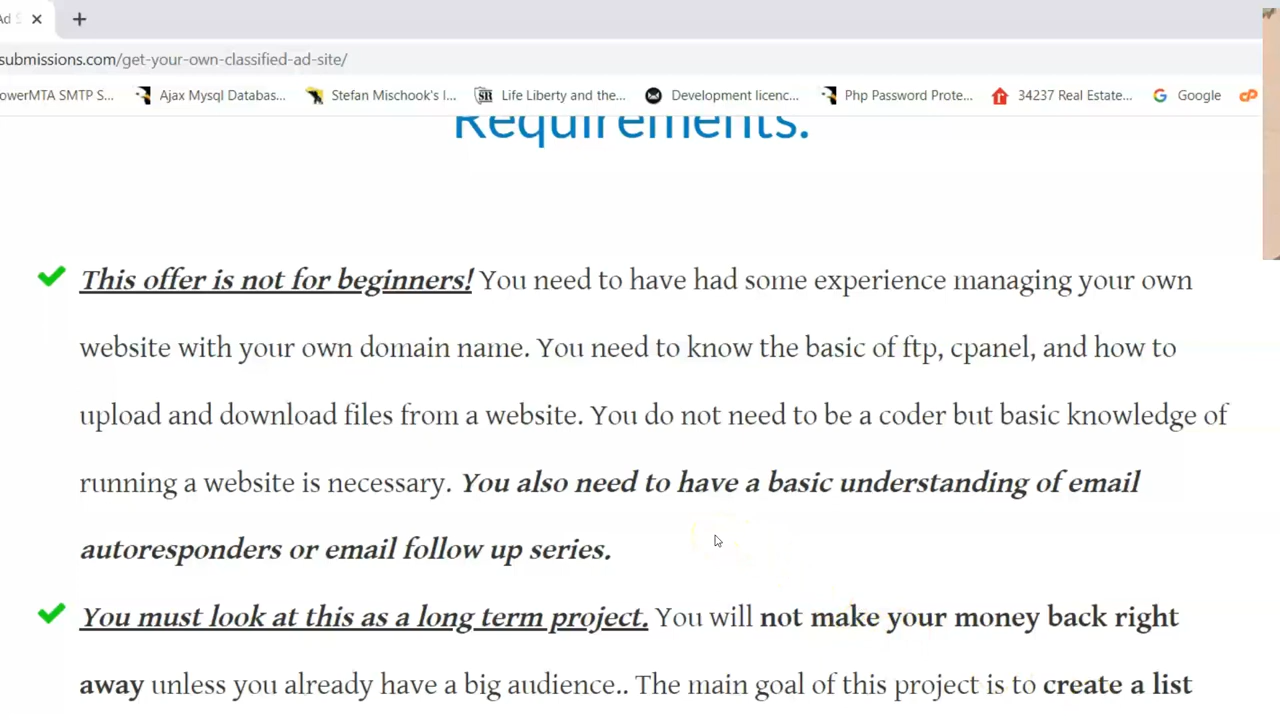 Ad S
submissions.com/get-your-own-classified-ad-site/
owerMTA SMTP S... Ajax Mysql Databas... Stefan Mischook's I... SB Life Liberty and the... Development licenc... Php Password Prote... 34237 Real Estate... Google
Requirements.
This offer is not for beginners! You need to have had some experience managing your own
website with your own domain name. You need to know the basic of ftp, cpanel, and how to
upload and download files from a website. You do not need to be a coder but basic knowledge of
running a website is necessary. You also need to have a basic understanding of email
autoresponders or email follow up series.
You must look at this as a long term project. You will not make your money back right
away unless you already have a big audience.. The main goal of this project is to create a list